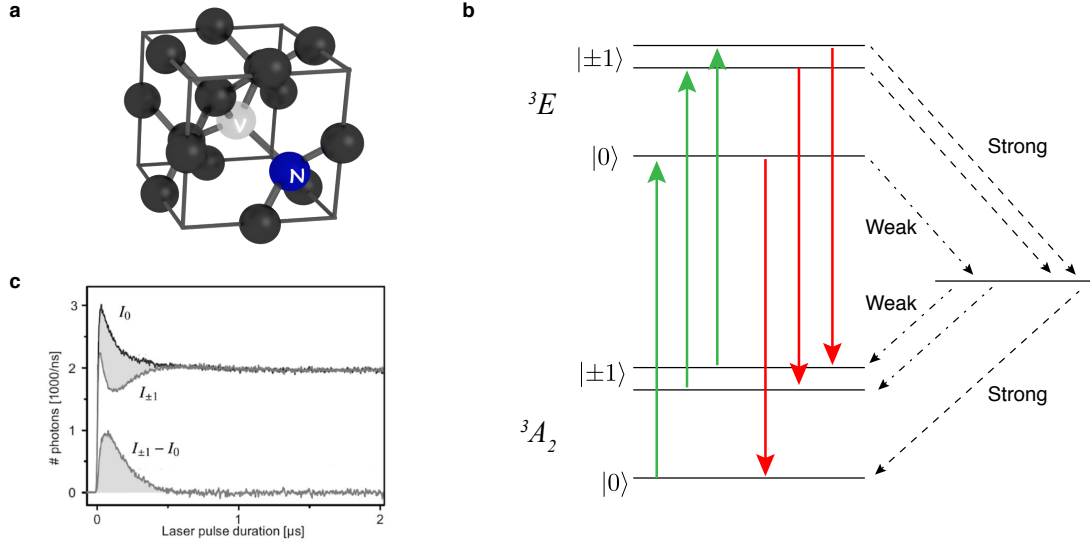 a
V
N
b
|±1⟩
³E
|0⟩
Strong
Weak
Weak
|±1⟩
Strong
³A₂
|0⟩
c
3
2
1
0
# photons [1000/ns]
I₀
I±₁
I±₁ − I₀
0
1
2
Laser pulse duration [µs]